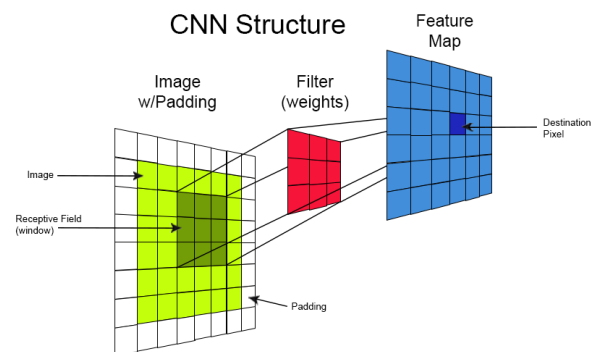 CNN Structure
Feature
Map
Image
w/Padding
Filter
(weights)
Destination
Pixel
Image
Receptive Field
(window)
Padding